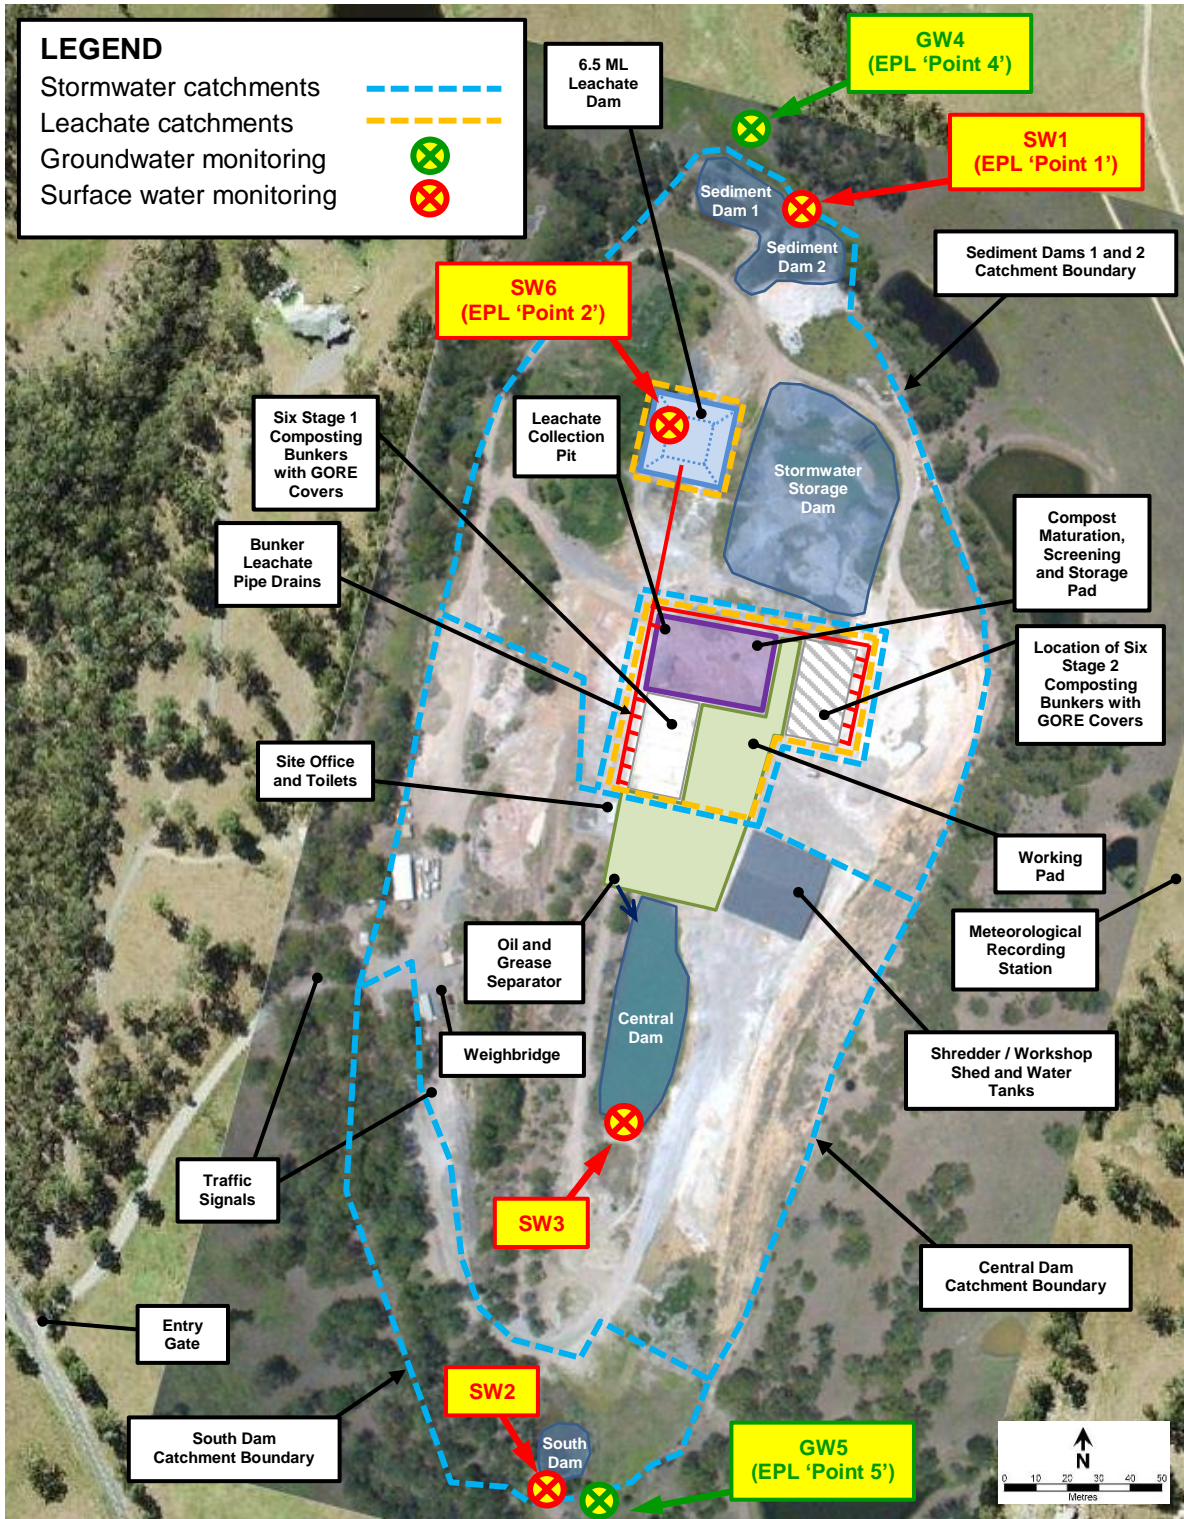 LEGEND
Stormwater catchments
Leachate catchments
Groundwater monitoring
Surface water monitoring
6.5 ML
Leachate
Dam
GW4
(EPL ‘Point 4’)
SW1
(EPL ‘Point 1’)
Sediment
Dam 1
Sediment
Dam 2
Sediment Dams 1 and 2
Catchment Boundary
SW6
(EPL ‘Point 2’)
Six Stage 1
Composting
Bunkers
with GORE
Covers
Leachate
Collection
Pit
Stormwater
Storage
Dam
Compost
Maturation,
Screening
and Storage
Pad
Bunker
Leachate
Pipe Drains
Location of Six
Stage 2
Composting
Bunkers with
GORE Covers
Site Office
and Toilets
Working
Pad
Oil and
Grease
Separator
Meteorological
Recording
Station
Central
Dam
Weighbridge
Shredder / Workshop
Shed and Water
Tanks
Traffic
Signals
SW3
Central Dam
Catchment Boundary
Entry
Gate
SW2
South Dam
Catchment Boundary
South
Dam
GW5
(EPL ‘Point 5’)
N
0 10 20 30 40 50
Metres